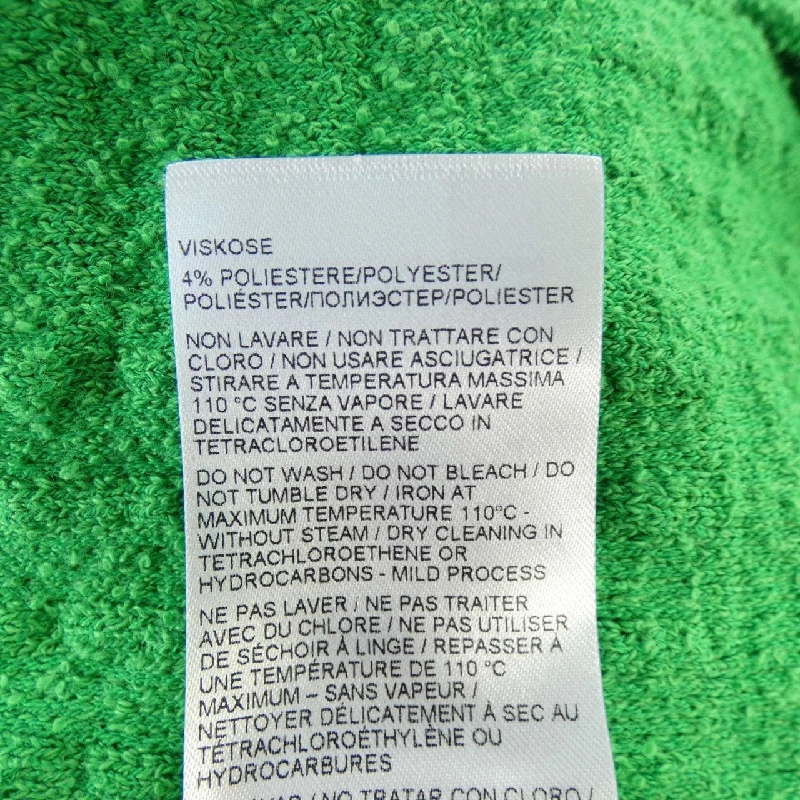 VISKOSE
4% POLIESTERE/POLYESTER/
POLIÉSTER/ПОЛИЭСТЕР/POLIESTER
NON LAVARE / NON TRATTARE CON
CLORO / NON USARE ASCIUGATRICE /
STIRARE A TEMPERATURA MASSIMA
110 °C SENZA VAPORE / LAVARE
DELICATAMENTE A SECCO IN
TETRACLOROETILENE
DO NOT WASH / DO NOT BLEACH / DO
NOT TUMBLE DRY / IRON AT
MAXIMUM TEMPERATURE 110°C -
WITHOUT STEAM / DRY CLEANING IN
TETRACHLOROETHENE OR
HYDROCARBONS - MILD PROCESS
NE PAS LAVER / NE PAS TRAITER
AVEC DU CHLORE / NE PAS UTILISER
DE SÉCHOIR À LINGE / REPASSER À
UNE TEMPÉRATURE DE 110 °C
MAXIMUM – SANS VAPEUR /
NETTOYER DÉLICATEMENT À SEC AU
TÉTRACHLOROÉTHYLÈNE OU
HYDROCARBURES
/ NO TRATAR CON CLORO /